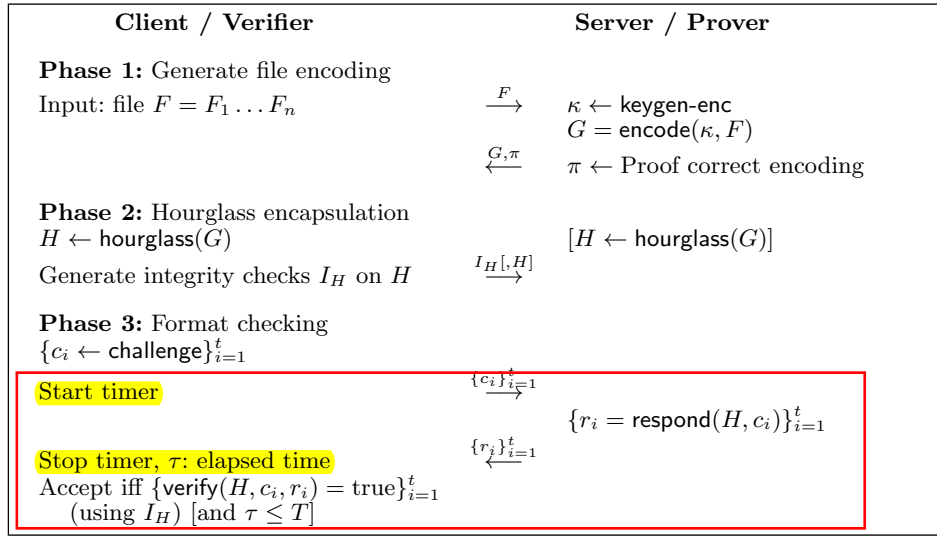 Client / Verifier Server / Prover
Phase 1: Generate file encoding
Input: file F = F₁ … Fₙ F⟶ κ ← keygen-enc
G = encode(κ, F)
G,π⟵ π ← Proof correct encoding
Phase 2: Hourglass encapsulation
H ← hourglass(G) [H ← hourglass(G)]
Generate integrity checks I_H on H I_H[,H]⟶
Phase 3: Format checking
{c_i ← challenge}_{i=1}^t
Start timer {c_i}_{i=1}^t⟶
{r_i = respond(H, c_i)}_{i=1}^t
Stop timer, τ: elapsed time {r_i}_{i=1}^t⟵
Accept iff {verify(H, c_i, r_i) = true}_{i=1}^t
(using I_H) [and τ ≤ T]